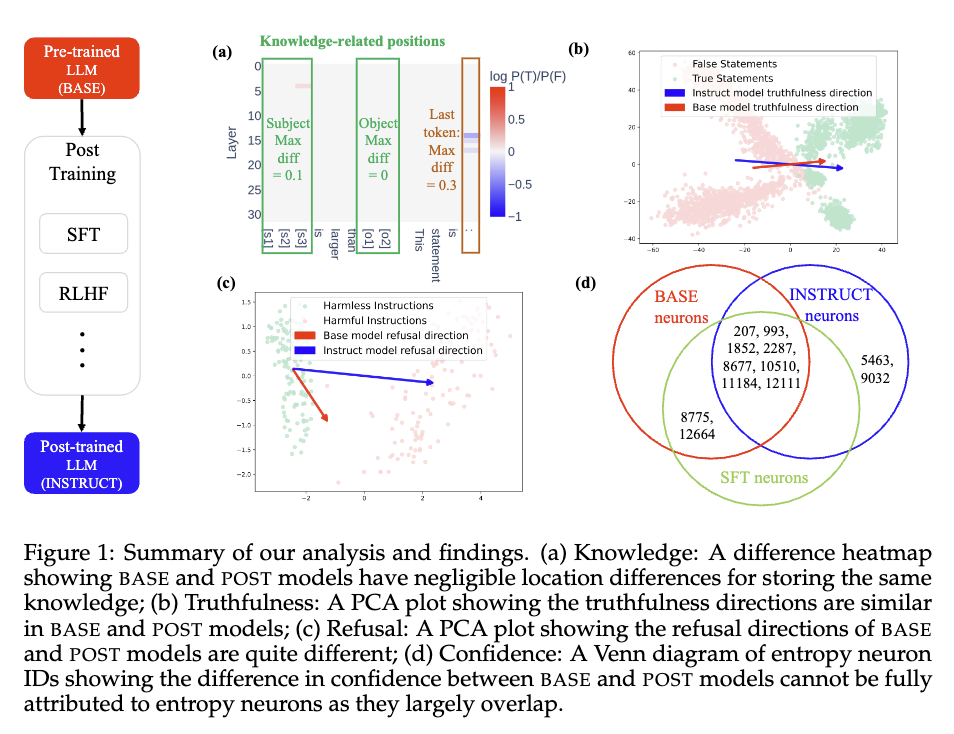 Pre-trained
LLM
(BASE)
Post
Training
SFT
RLHF
Post-trained
LLM
(INSTRUCT)
(a)
Knowledge-related positions
log P(T)/P(F)
Layer
0
5
10
15
20
25
30
Subject
Max
diff
= 0.1
Object
Max
diff
= 0
Last
token:
Max
diff
= 0.3
1
0.5
0
−0.5
−1
[s1]
[s2]
[s3]
is
larger
than
[o1]
[o2]
This
statement
is
:
(b)
False Statements
True Statements
Instruct model truthfulness direction
Base model truthfulness direction
60
40
20
0
−20
−40
−60
−40
−20
0
20
40
(c)
Harmless Instructions
Harmful Instructions
Base model refusal direction
Instruct model refusal direction
1.5
1.0
0.5
0.0
−0.5
−1.0
−1.5
−2.0
−2
0
2
4
(d)
BASE
neurons
INSTRUCT
neurons
207, 993,
1852, 2287,
8677, 10510,
11184, 12111
5463,
9032
8775,
12664
SFT neurons
Figure 1: Summary of our analysis and findings. (a) Knowledge: A difference heatmap
showing BASE and POST models have negligible location differences for storing the same
knowledge; (b) Truthfulness: A PCA plot showing the truthfulness directions are similar
in BASE and POST models; (c) Refusal: A PCA plot showing the refusal directions of BASE
and POST models are quite different; (d) Confidence: A Venn diagram of entropy neuron
IDs showing the difference in confidence between BASE and POST models cannot be fully
attributed to entropy neurons as they largely overlap.